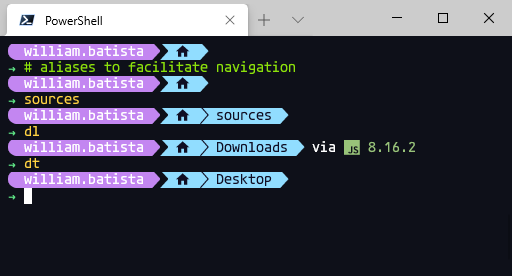 PowerShell
william.batista
→ # aliases to facilitate navigation
william.batista
→ sources
william.batista sources
→ dl
william.batista Downloads via JS 8.16.2
→ dt
william.batista Desktop
→